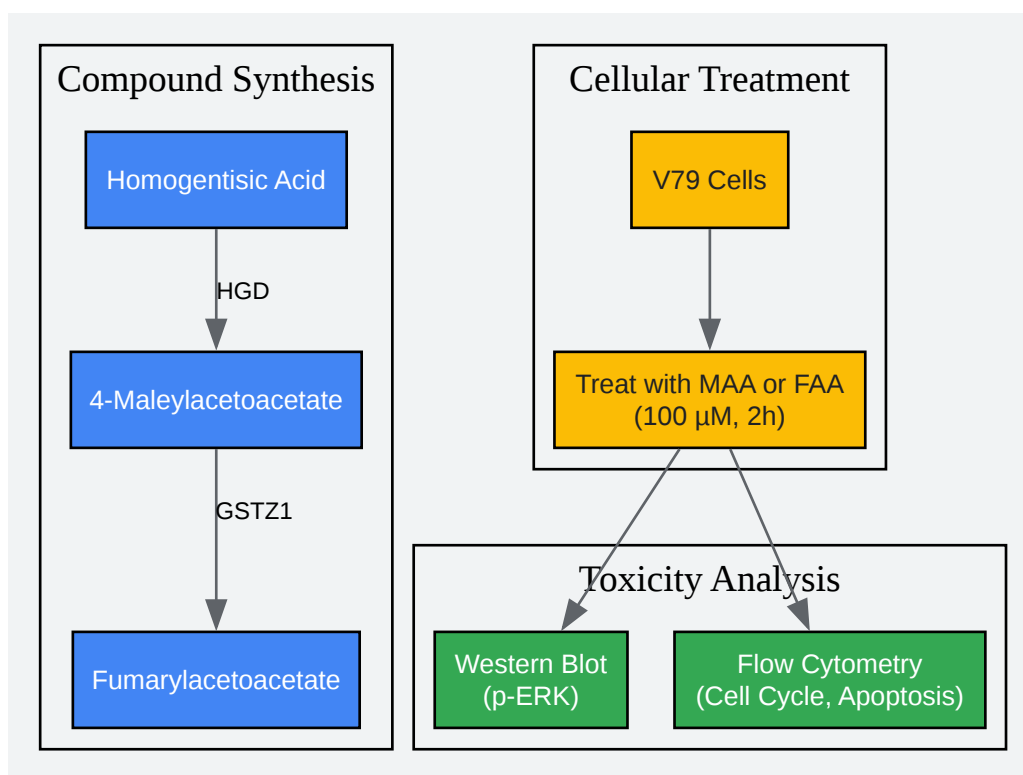 Compound Synthesis
Homogentisic Acid
HGD
4-Maleylacetoacetate
GSTZ1
Fumarylacetoacetate
Cellular Treatment
V79 Cells
Treat with MAA or FAA
(100 µM, 2h)
Toxicity Analysis
Western Blot
(p-ERK)
Flow Cytometry
(Cell Cycle, Apoptosis)